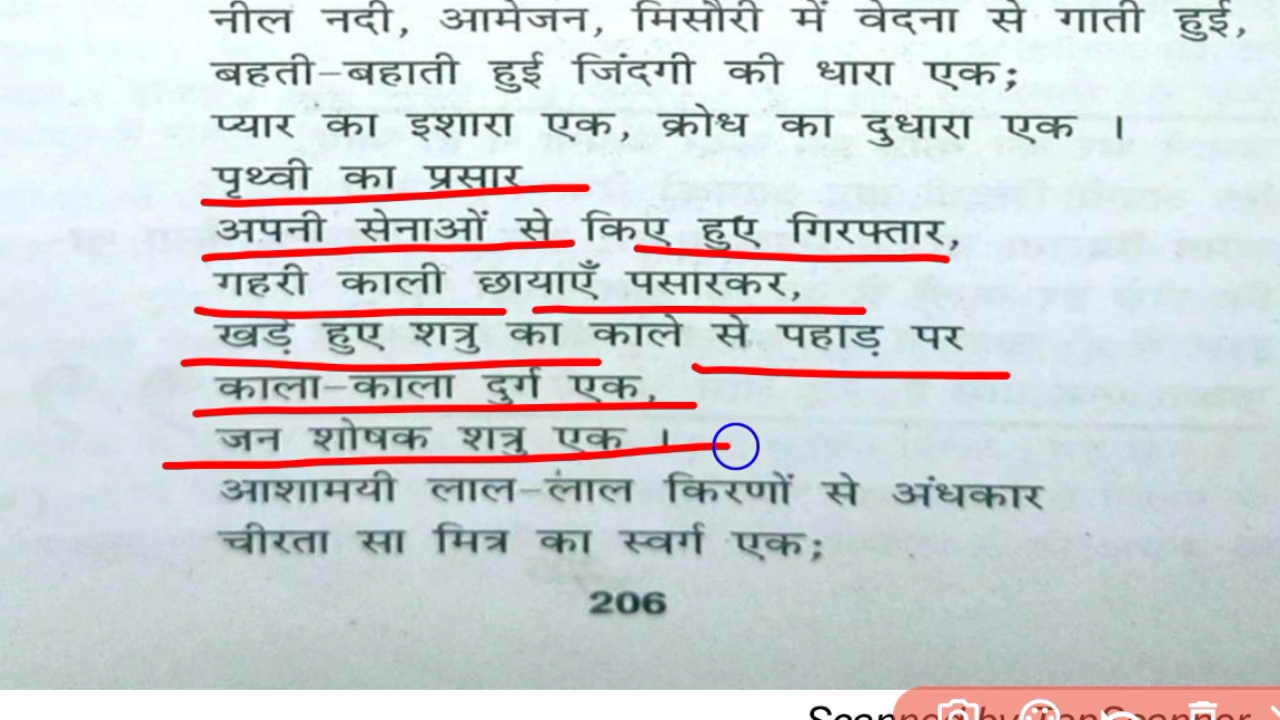 नील नदी, आमेजन, मिसौरी में वेदना से गाती हुई,
बहती-बहाती हुई जिंदगी की धारा एक;
प्यार का इशारा एक, क्रोध का दुधारा एक ।
पृथ्वी का प्रसार
अपनी सेनाओं से किए हुए गिरफ्तार,
गहरी काली छायाएँ पसारकर,
खड़े हुए शत्रु का काले से पहाड़ पर
काला-काला दुर्ग एक,
जन शोषक शत्रु एक ।
आशामयी लाल-लाल किरणों से अंधकार
चीरता सा मित्र का स्वर्ग एक;
206